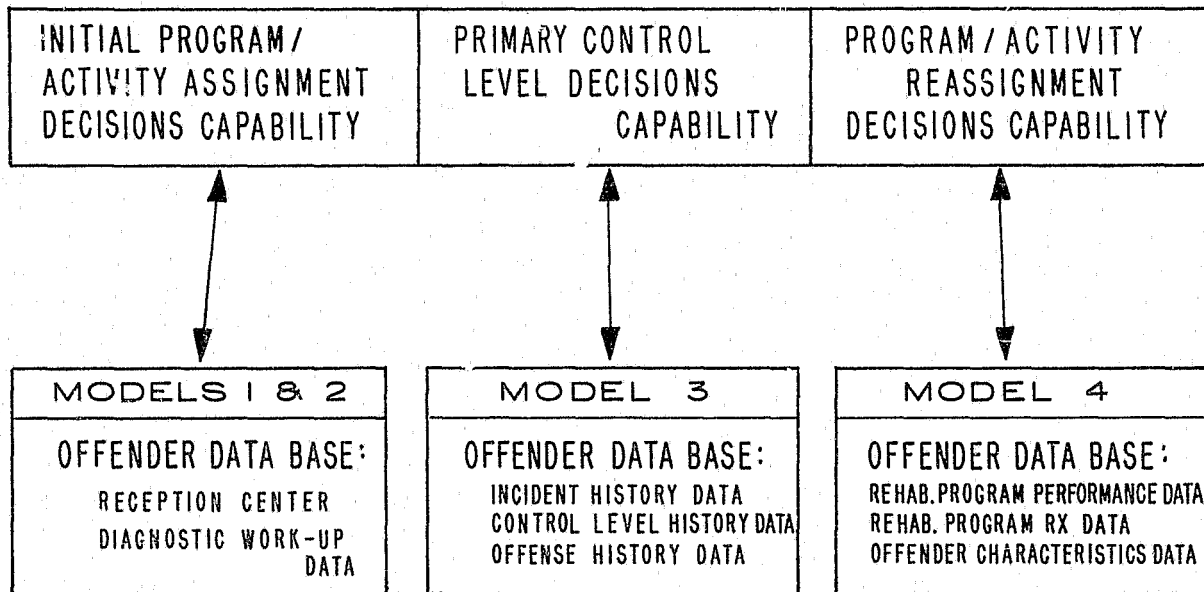 INITIAL PROGRAM/
ACTIVITY ASSIGNMENT
DECISIONS CAPABILITY
PRIMARY CONTROL
LEVEL DECISIONS
CAPABILITY
PROGRAM / ACTIVITY
REASSIGNMENT
DECISIONS CAPABILITY
MODELS 1 & 2
OFFENDER DATA BASE:
RECEPTION CENTER
DIAGNOSTIC WORK-UP
DATA
MODEL 3
OFFENDER DATA BASE:
INCIDENT HISTORY DATA
CONTROL LEVEL HISTORY DATA
OFFENSE HISTORY DATA
MODEL 4
OFFENDER DATA BASE:
REHAB. PROGRAM PERFORMANCE DATA
REHAB. PROGRAM RX DATA
OFFENDER CHARACTERISTICS DATA